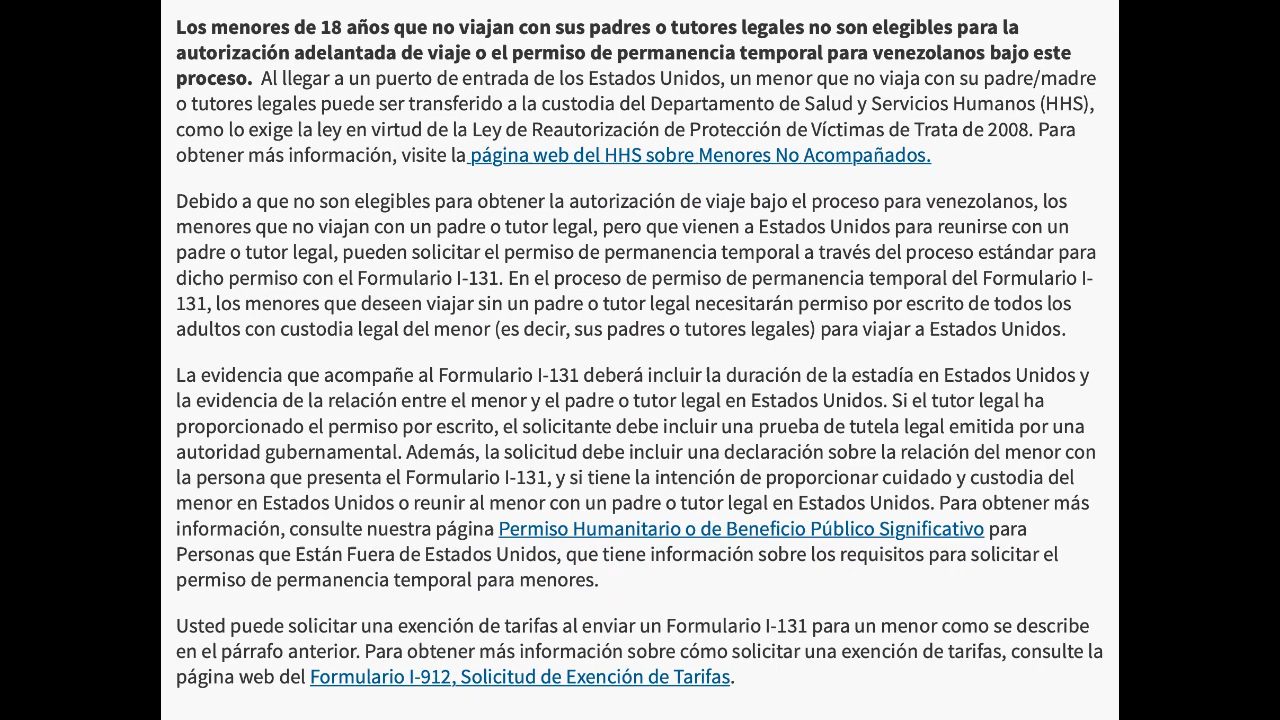 Los menores de 18 años que no viajan con sus padres o tutores legales no son elegibles para la
autorización adelantada de viaje o el permiso de permanencia temporal para venezolanos bajo este
proceso. Al llegar a un puerto de entrada de los Estados Unidos, un menor que no viaja con su padre/madre
o tutores legales puede ser transferido a la custodia del Departamento de Salud y Servicios Humanos (HHS),
como lo exige la ley en virtud de la Ley de Reautorización de Protección de Víctimas de Trata de 2008. Para
obtener más información, visite la página web del HHS sobre Menores No Acompañados.
Debido a que no son elegibles para obtener la autorización de viaje bajo el proceso para venezolanos, los
menores que no viajan con un padre o tutor legal, pero que vienen a Estados Unidos para reunirse con un
padre o tutor legal, pueden solicitar el permiso de permanencia temporal a través del proceso estándar para
dicho permiso con el Formulario I-131. En el proceso de permiso de permanencia temporal del Formulario I-
131, los menores que deseen viajar sin un padre o tutor legal necesitarán permiso por escrito de todos los
adultos con custodia legal del menor (es decir, sus padres o tutores legales) para viajar a Estados Unidos.
La evidencia que acompañe al Formulario I-131 deberá incluir la duración de la estadía en Estados Unidos y
la evidencia de la relación entre el menor y el padre o tutor legal en Estados Unidos. Si el tutor legal ha
proporcionado el permiso por escrito, el solicitante debe incluir una prueba de tutela legal emitida por una
autoridad gubernamental. Además, la solicitud debe incluir una declaración sobre la relación del menor con
la persona que presenta el Formulario I-131, y si tiene la intención de proporcionar cuidado y custodia del
menor en Estados Unidos o reunir al menor con un padre o tutor legal en Estados Unidos. Para obtener más
información, consulte nuestra página Permiso Humanitario o de Beneficio Público Significativo para
Personas que Están Fuera de Estados Unidos, que tiene información sobre los requisitos para solicitar el
permiso de permanencia temporal para menores.
Usted puede solicitar una exención de tarifas al enviar un Formulario I-131 para un menor como se describe
en el párrafo anterior. Para obtener más información sobre cómo solicitar una exención de tarifas, consulte la
página web del Formulario I-912, Solicitud de Exención de Tarifas.